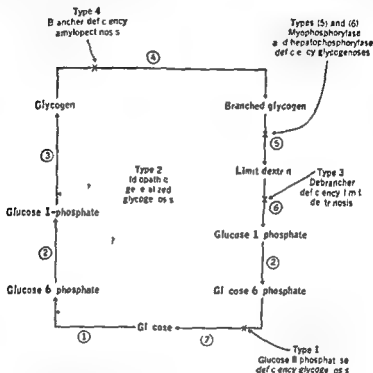 Type 4
Brancher deficiency
amylopectinosis
Types (5) and (6)
Myophosphorylase
and hepatophosphorylase
deficiency glycogenoses
④
Glycogen
Branched glycogen
⑤
③
Type 2
Idiopathic
generalized
glycogenosis
?
Limit dextrin
Type 3
Debrancher
deficiency limit
dextrinosis
⑥
Glucose 1-phosphate
Glucose 1 phosphate
②
?
②
Glucose 6 phosphate
Glucose 6 phosphate
①
Glucose
⑦
Type 1
Glucose 6 phosphatase
deficiency glycogenosis